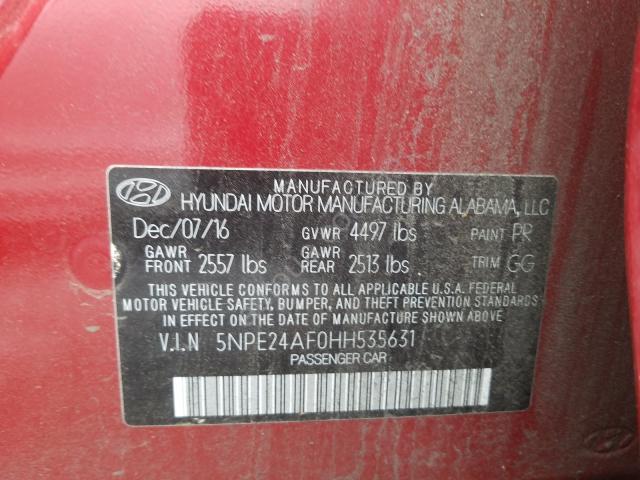 MANUFACTURED BY
HYUNDAI MOTOR MANUFACTURING ALABAMA, LLC
Dec/07/16 GVWR 4497 lbs PAINT PR
GAWR FRONT 2557 lbs GAWR REAR 2513 lbs TRIM GG
THIS VEHICLE CONFORMS TO ALL APPLICABLE U.S.A. FEDERAL
MOTOR VEHICLE SAFETY, BUMPER, AND THEFT PREVENTION STANDARDS
IN EFFECT ON THE DATE OF MANUFACTURE SHOWN ABOVE.
V.I.N 5NPE24AF0HH535631
PASSENGER CAR